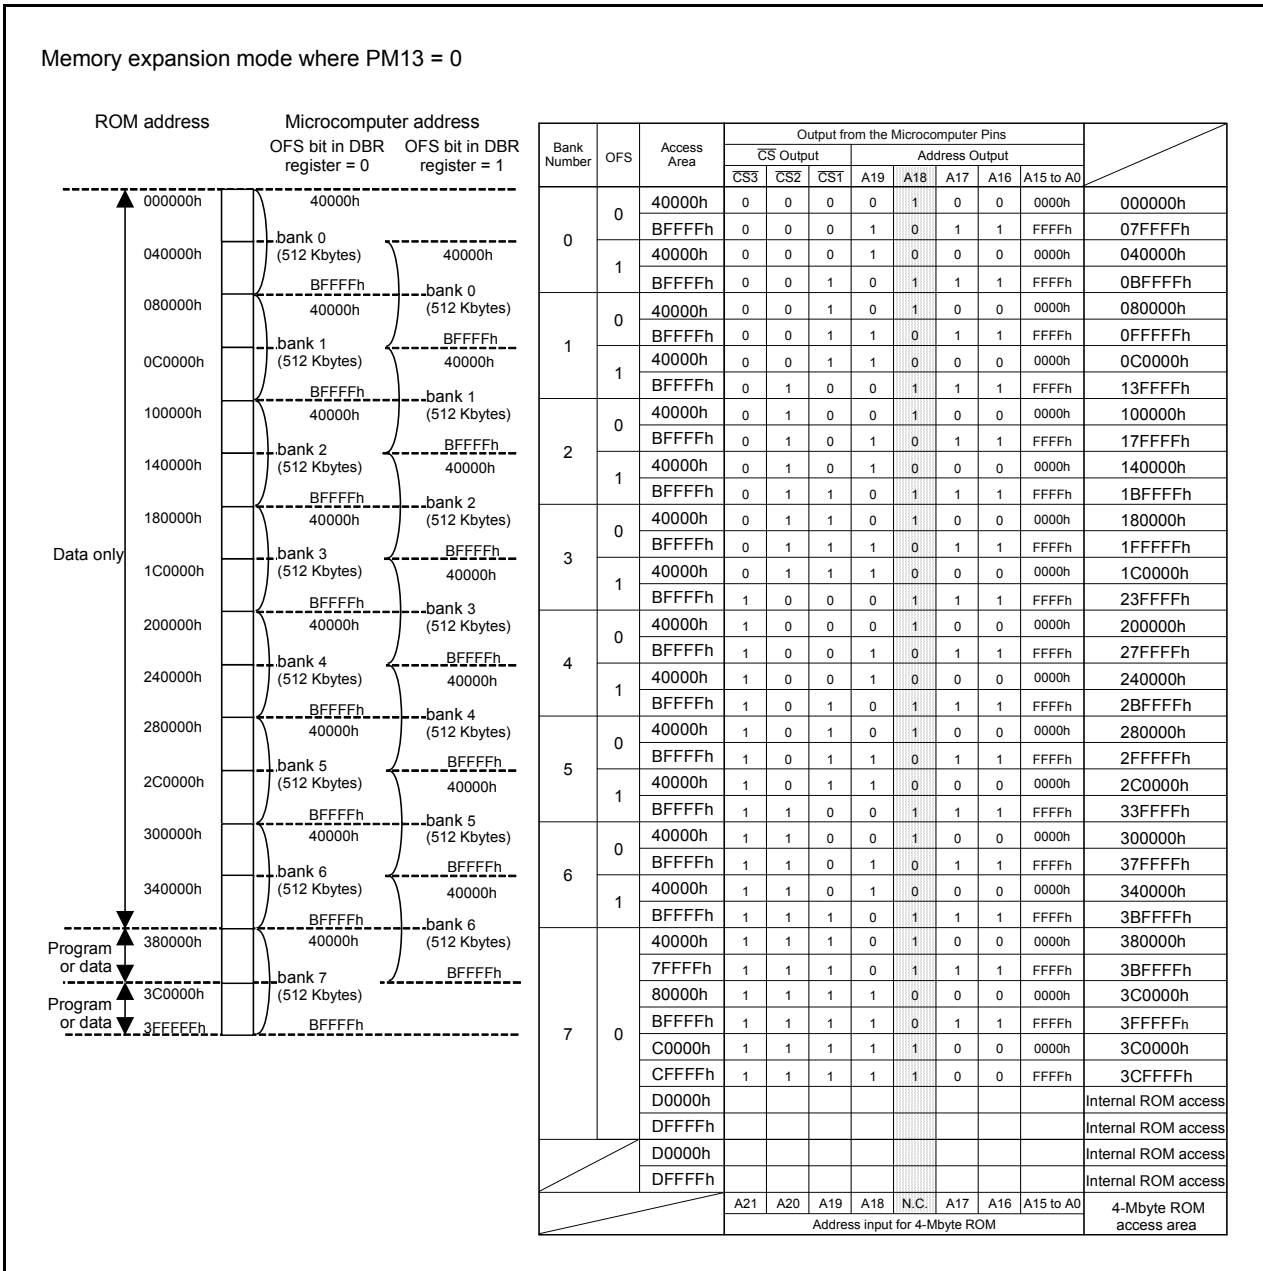 Memory expansion mode where PM13 = 0
ROM address
Microcomputer address
OFS bit in DBR register = 0
OFS bit in DBR register = 1
000000h 40000h
bank 0
040000h (512 Kbytes) 40000h
BFFFFh bank 0
080000h 40000h (512 Kbytes)
bank 1 BFFFFh
0C0000h (512 Kbytes) 40000h
BFFFFh bank 1
100000h 40000h (512 Kbytes)
bank 2 BFFFFh
140000h (512 Kbytes) 40000h
BFFFFh bank 2
180000h 40000h (512 Kbytes)
Data only bank 3 BFFFFh
1C0000h (512 Kbytes) 40000h
BFFFFh bank 3
200000h 40000h (512 Kbytes)
bank 4 BFFFFh
240000h (512 Kbytes) 40000h
BFFFFh bank 4
280000h 40000h (512 Kbytes)
bank 5 BFFFFh
2C0000h (512 Kbytes) 40000h
BFFFFh bank 5
300000h 40000h (512 Kbytes)
bank 6 BFFFFh
340000h (512 Kbytes) 40000h
BFFFFh bank 6
Program or data 380000h 40000h (512 Kbytes)
bank 7 BFFFFh
Program or data 3C0000h (512 Kbytes)
3FFFFFh BFFFFh
Bank Number OFS Access Area Output from the Microcomputer Pins
CS Output Address Output
CS3 CS2 CS1 A19 A18 A17 A16 A15 to A0
0 0 40000h 0 0 0 0 1 0 0 0000h 000000h
BFFFFh 0 0 0 1 0 1 1 FFFFh 07FFFFh
1 40000h 0 0 0 1 0 0 0 0000h 040000h
BFFFFh 0 0 1 0 1 1 1 FFFFh 0BFFFFh
1 0 40000h 0 0 1 0 1 0 0 0000h 080000h
BFFFFh 0 0 1 1 0 1 1 FFFFh 0FFFFFh
1 40000h 0 0 1 1 0 0 0 0000h 0C0000h
BFFFFh 0 1 0 0 1 1 1 FFFFh 13FFFFh
2 0 40000h 0 1 0 0 1 0 0 0000h 100000h
BFFFFh 0 1 0 1 0 1 1 FFFFh 17FFFFh
1 40000h 0 1 0 1 0 0 0 0000h 140000h
BFFFFh 0 1 1 0 1 1 1 FFFFh 1BFFFFh
3 0 40000h 0 1 1 0 1 0 0 0000h 180000h
BFFFFh 0 1 1 1 0 1 1 FFFFh 1FFFFFh
1 40000h 0 1 1 1 0 0 0 0000h 1C0000h
BFFFFh 1 0 0 0 1 1 1 FFFFh 23FFFFh
4 0 40000h 1 0 0 0 1 0 0 0000h 200000h
BFFFFh 1 0 0 1 0 1 1 FFFFh 27FFFFh
1 40000h 1 0 0 1 0 0 0 0000h 240000h
BFFFFh 1 0 1 0 1 1 1 FFFFh 2BFFFFh
5 0 40000h 1 0 1 0 1 0 0 0000h 280000h
BFFFFh 1 0 1 1 0 1 1 FFFFh 2FFFFFh
1 40000h 1 0 1 1 0 0 0 0000h 2C0000h
BFFFFh 1 1 0 0 1 1 1 FFFFh 33FFFFh
6 0 40000h 1 1 0 0 1 0 0 0000h 300000h
BFFFFh 1 1 0 1 0 1 1 FFFFh 37FFFFh
1 40000h 1 1 0 1 0 0 0 0000h 340000h
BFFFFh 1 1 1 0 1 1 1 FFFFh 3BFFFFh
7 0 40000h 1 1 1 0 1 0 0 0000h 380000h
7FFFFh 1 1 1 0 1 1 1 FFFFh 3BFFFFh
80000h 1 1 1 1 0 0 0 0000h 3C0000h
BFFFFh 1 1 1 1 0 1 1 FFFFh 3FFFFFh
C0000h 1 1 1 1 1 0 0 0000h 3C0000h
CFFFFh 1 1 1 1 1 0 0 FFFFh 3CFFFFh
D0000h Internal ROM access
DFFFFh Internal ROM access
D0000h Internal ROM access
DFFFFh Internal ROM access
A21 A20 A19 A18 N.C. A17 A16 A15 to A0 4-Mbyte ROM access area
Address input for 4-Mbyte ROM